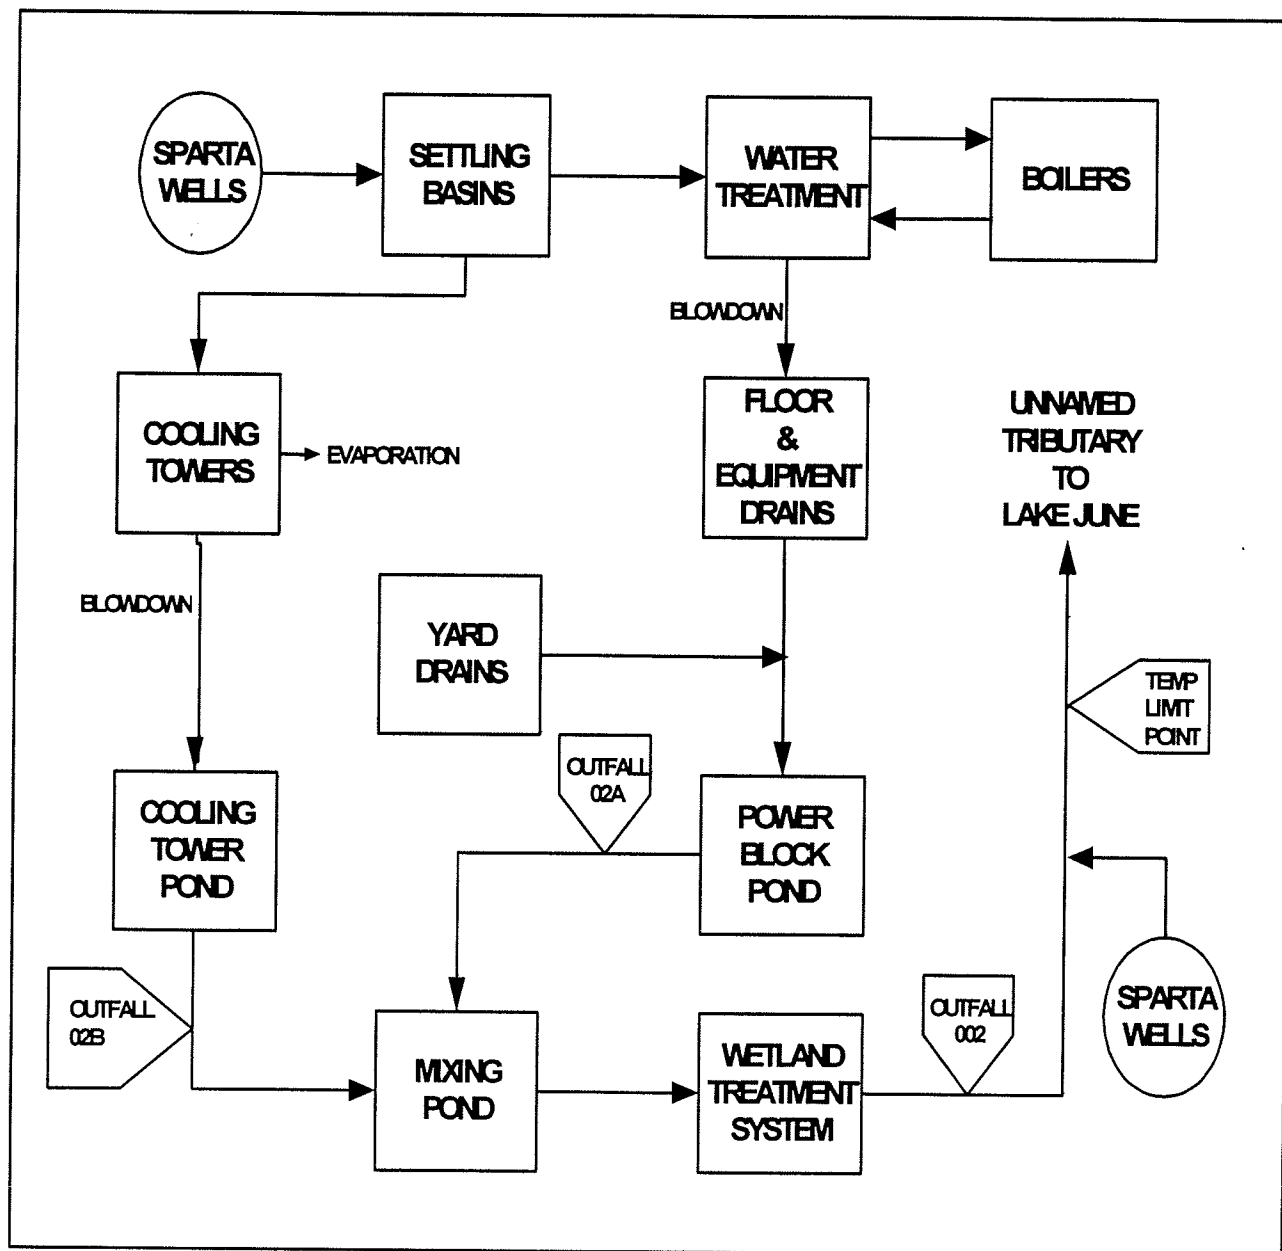 SPARTA
WELLS
SETTLING
BASINS
WATER
TREATMENT
BOILERS
BLOWDOWN
COOLING
TOWERS
EVAPORATION
FLOOR
&
EQUIPMENT
DRAINS
UNNAMED
TRIBUTARY
TO
LAKE JUNE
BLOWDOWN
YARD
DRAINS
TEMP
LIMIT
POINT
OUTFALL
02A
COOLING
TOWER
POND
POWER
BLOCK
POND
OUTFALL
02B
MIXING
POND
WETLAND
TREATMENT
SYSTEM
OUTFALL
002
SPARTA
WELLS